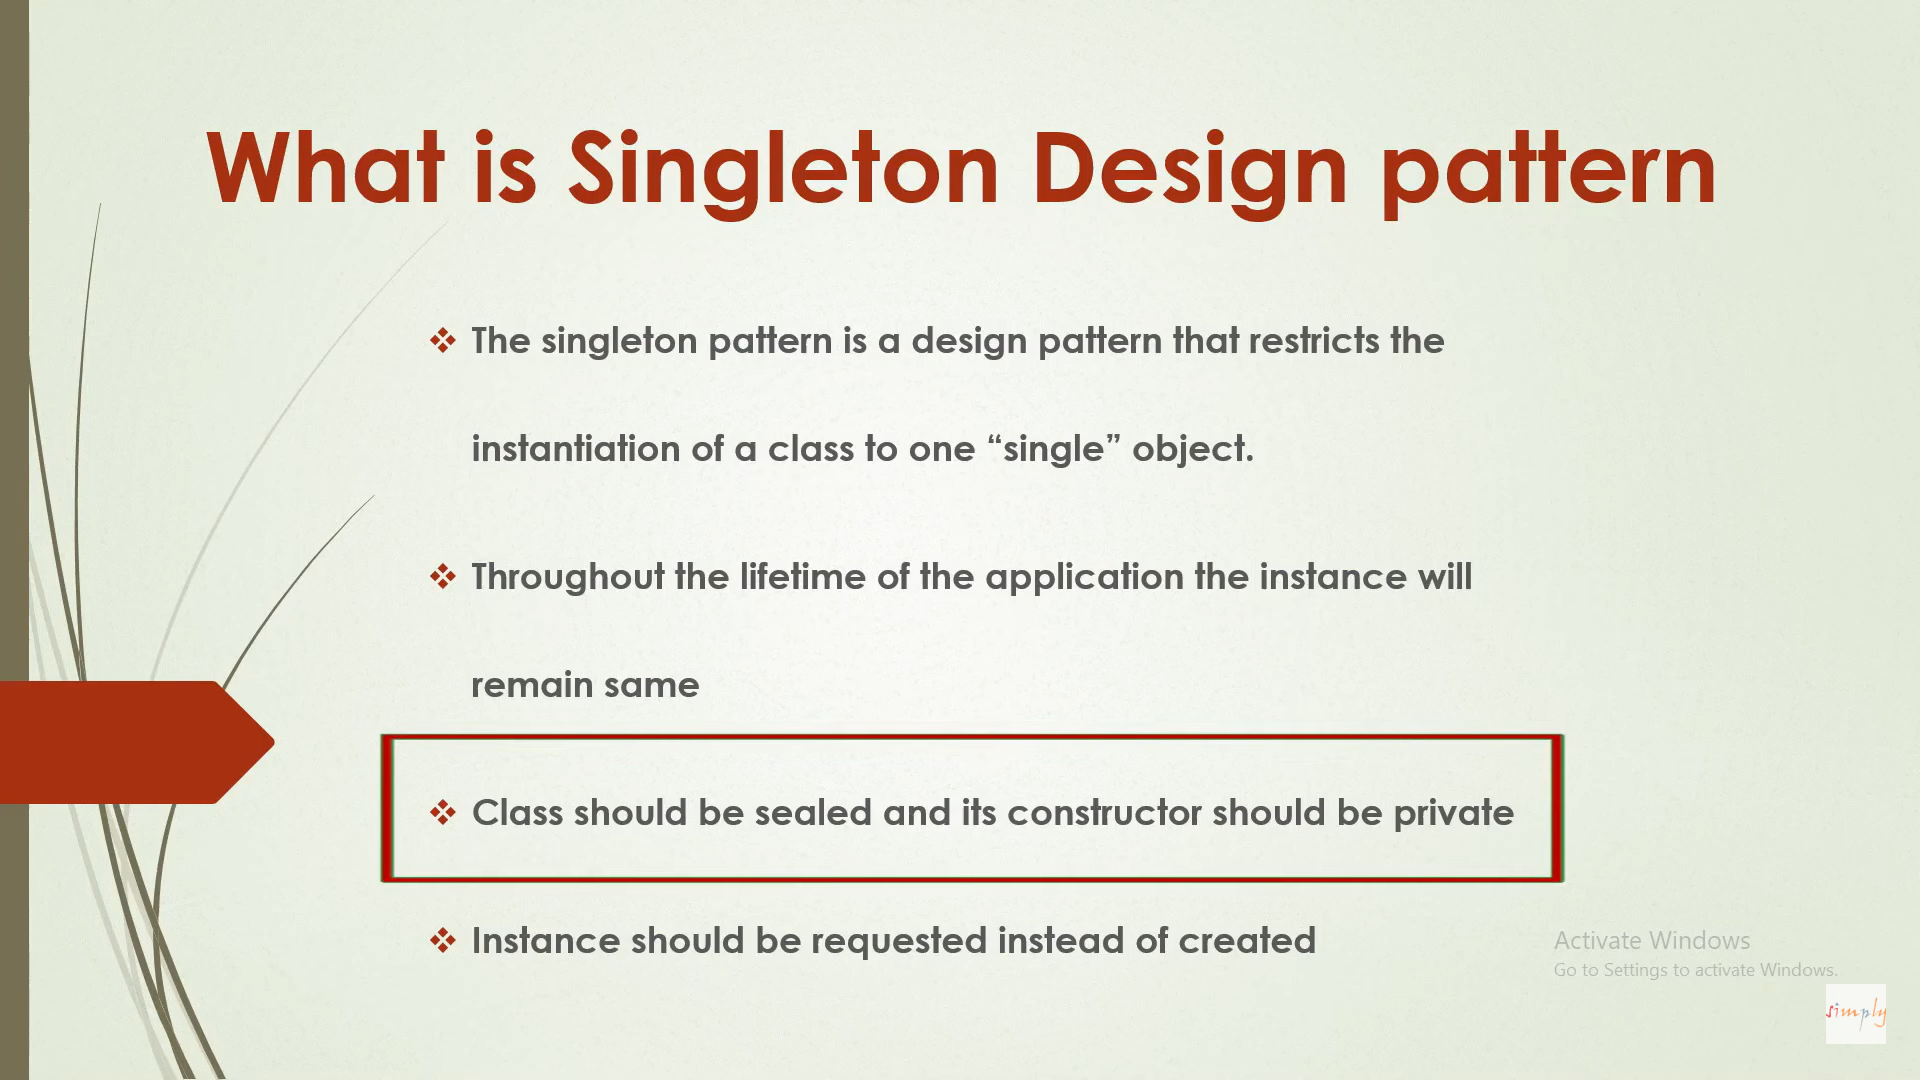 What is Singleton Design pattern
The singleton pattern is a design pattern that restricts the
instantiation of a class to one “single” object.
Throughout the lifetime of the application the instance will
remain same
Class should be sealed and its constructor should be private
Instance should be requested instead of created
Activate Windows
Go to Settings to activate Windows.
simply